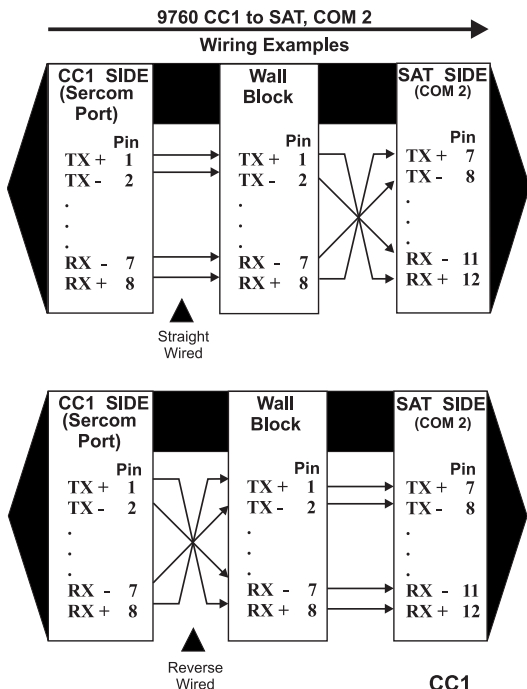 9760 CC1 to SAT, COM 2
Wiring Examples
CC1 SIDE
(Sercom
Port)
Pin
TX + 1
TX - 2
.
.
.
RX - 7
RX + 8
Wall
Block
Pin
TX + 1
TX - 2
.
.
.
RX - 7
RX + 8
SAT SIDE
(COM 2)
Pin
TX + 7
TX - 8
.
.
.
RX - 11
RX + 12
Straight
Wired
CC1 SIDE
(Sercom
Port)
Pin
TX + 1
TX - 2
.
.
.
RX - 7
RX + 8
Wall
Block
Pin
TX + 1
TX - 2
.
.
.
RX - 7
RX + 8
SAT SIDE
(COM 2)
Pin
TX + 7
TX - 8
.
.
.
RX - 11
RX + 12
Reverse
Wired
CC1